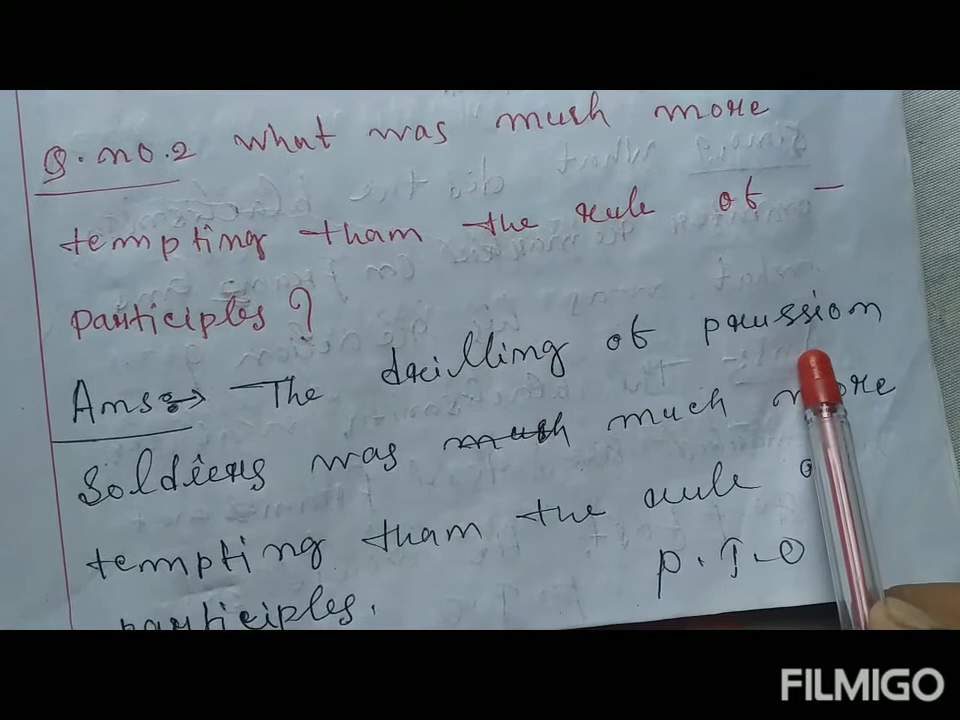 Q.no.2 What was much more
tempting than the rule of -
participles?
Ans:→ The drilling of prussion
Soldiers was much much more
tempting than the rule o
participles.
P.T.O
FILMIGO